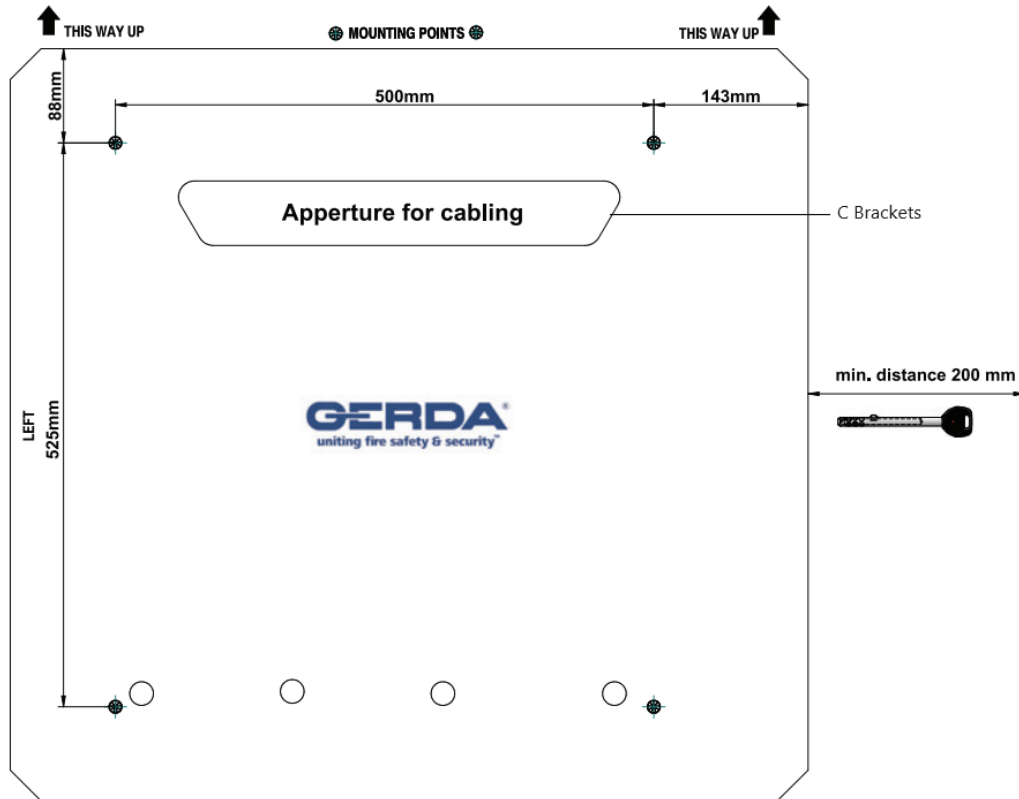 THIS WAY UP
MOUNTING POINTS
THIS WAY UP
88mm
500mm
143mm
Apperture for cabling
C Brackets
min. distance 200 mm
LEFT
525mm
GERDA®
uniting fire safety & security™